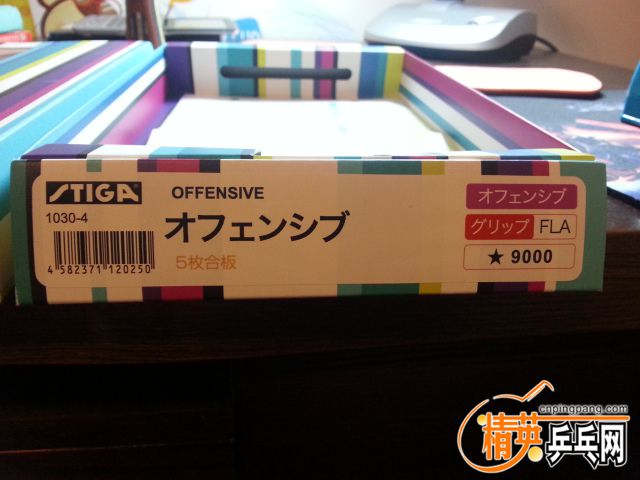 STIGA
OFFENSIVE
1030-4
オフェンシブ
4 582371 120250
5枚合板
オフェンシブ
グリップ FLA
★ 9000
cnpingpang.com
精英乒乓网